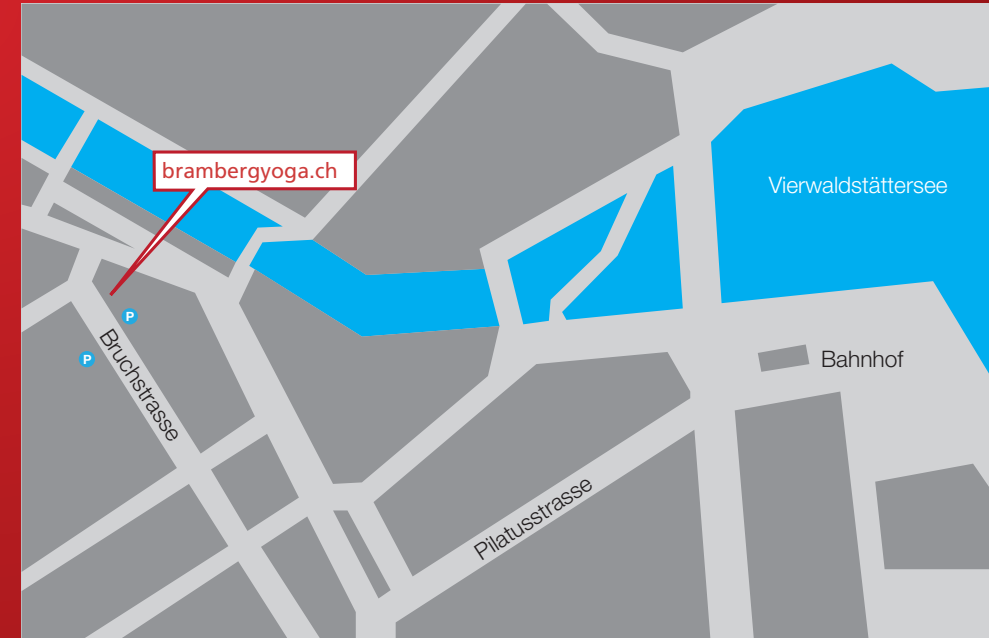 brambergyoga.ch
Vierwaldstättersee
P
P
Bruchstrasse
Bahnhof
Pilatusstrasse